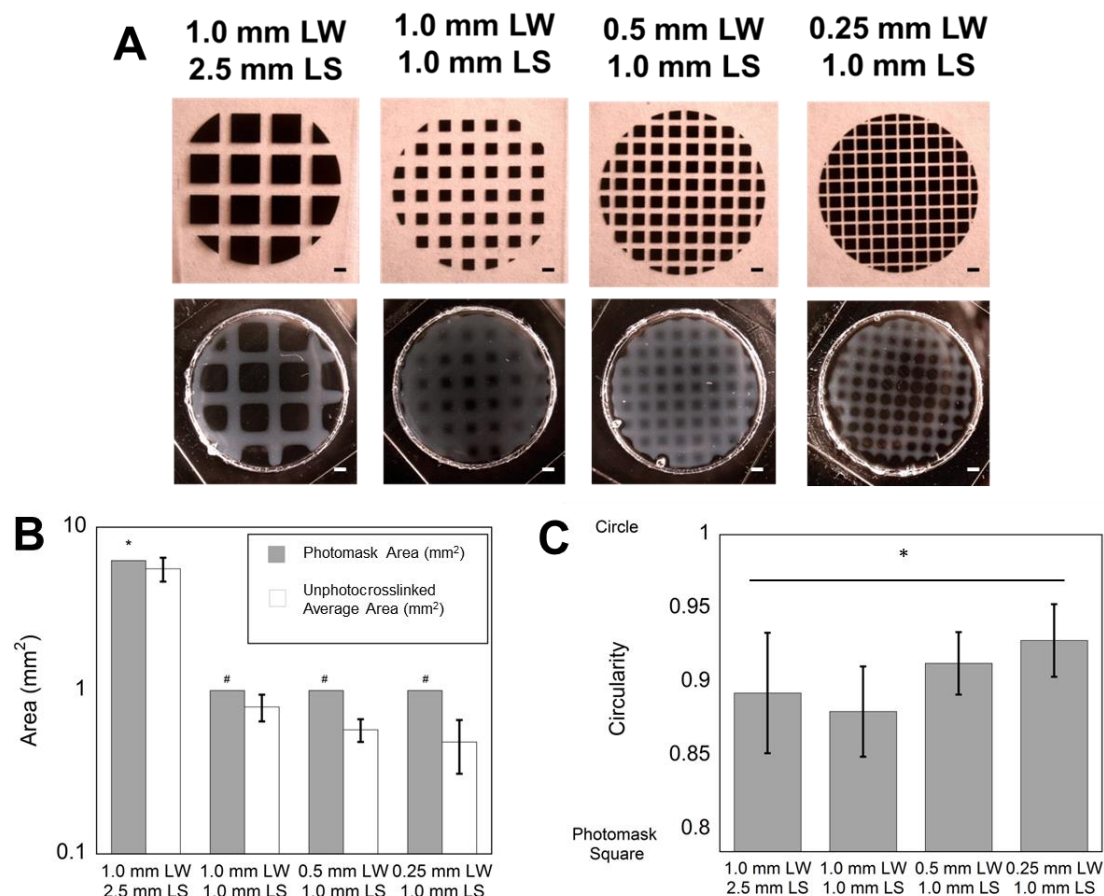 A
1.0 mm LW
2.5 mm LS
1.0 mm LW
1.0 mm LS
0.5 mm LW
1.0 mm LS
0.25 mm LW
1.0 mm LS
B
Area (mm²)
10
1
0.1
*
#
#
#
Photomask Area (mm²)
Unphotocrosslinked
Average Area (mm²)
1.0 mm LW
2.5 mm LS
1.0 mm LW
1.0 mm LS
0.5 mm LW
1.0 mm LS
0.25 mm LW
1.0 mm LS
C
Circle
Circularity
Photomask
Square
1
0.95
0.9
0.85
0.8
*
1.0 mm LW
2.5 mm LS
1.0 mm LW
1.0 mm LS
0.5 mm LW
1.0 mm LS
0.25 mm LW
1.0 mm LS